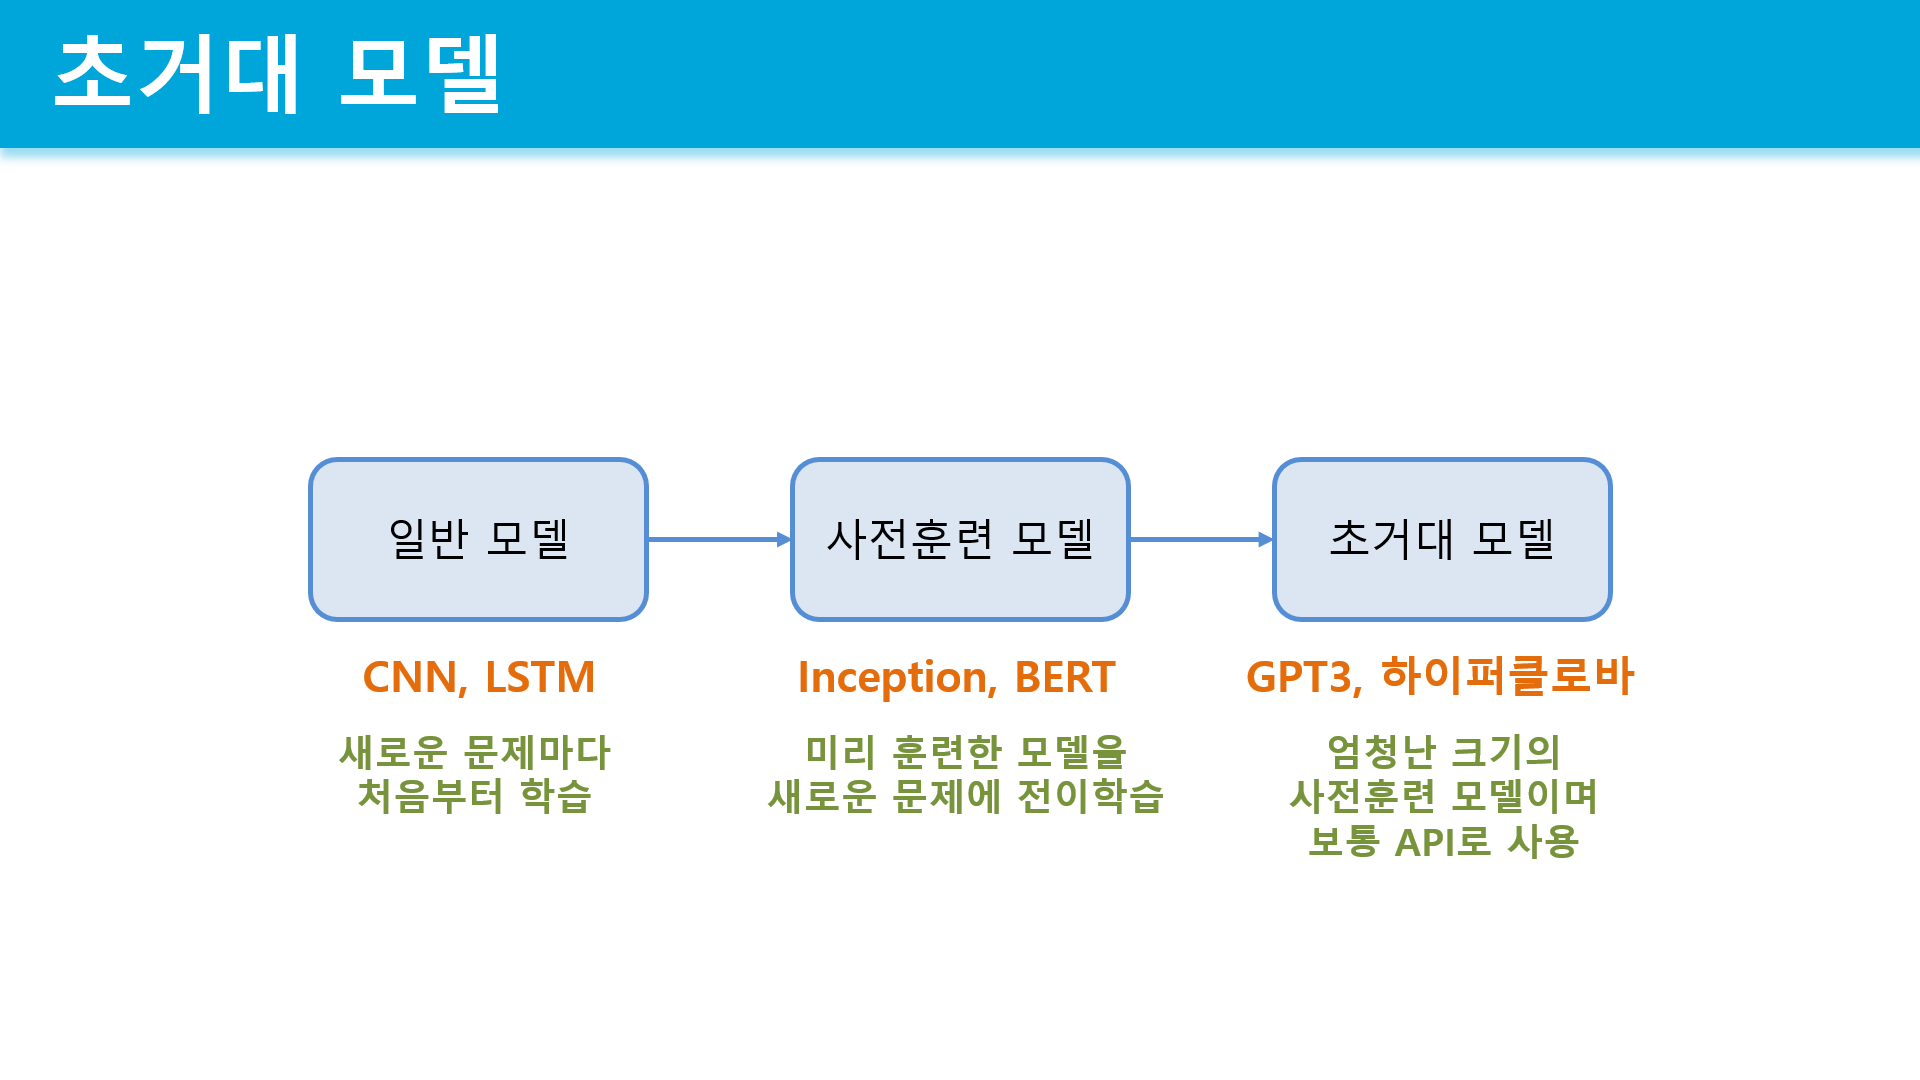 초거대 모델
일반 모델
사전훈련 모델
초거대 모델
CNN, LSTM
Inception, BERT
GPT3, 하이퍼클로바
새로운 문제마다
처음부터 학습
미리 훈련한 모델을
새로운 문제에 전이학습
엄청난 크기의
사전훈련 모델이며
보통 API로 사용